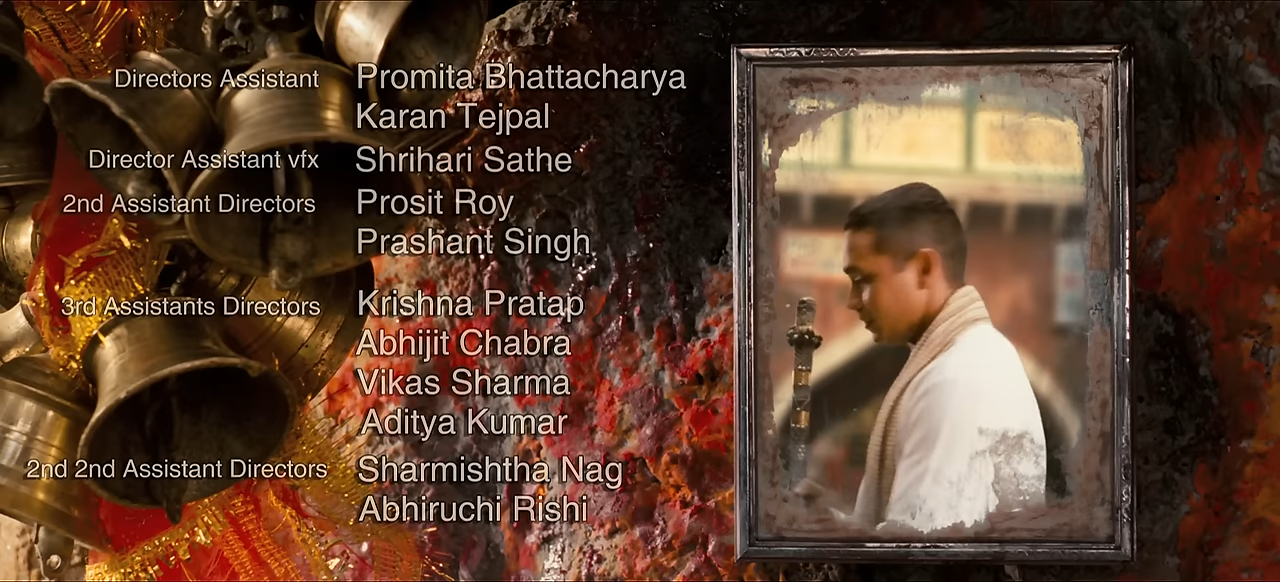 Directors Assistant Promita Bhattacharya
Karan Tejpal
Director Assistant vfx Shrihari Sathe
2nd Assistant Directors Prosit Roy
Prashant Singh
3rd Assistants Directors Krishna Pratap
Abhijit Chabra
Vikas Sharma
Aditya Kumar
2nd 2nd Assistant Directors Sharmishtha Nag
Abhiruchi Rishi